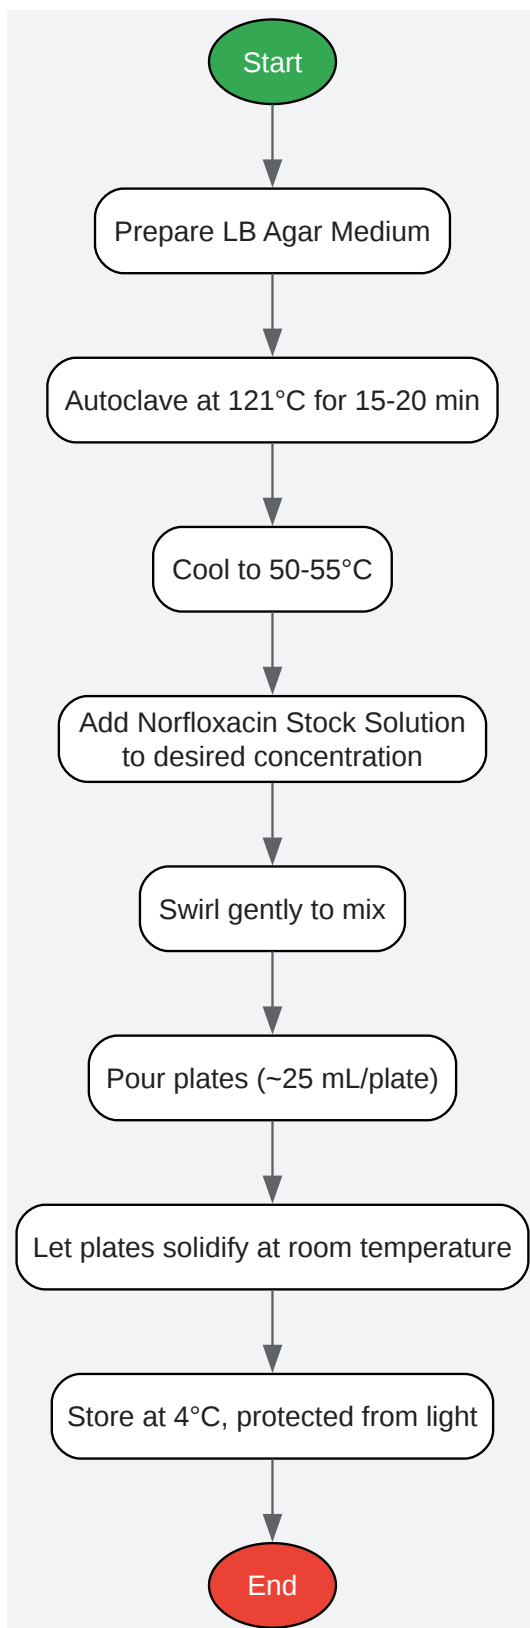 Start
Prepare LB Agar Medium
Autoclave at 121°C for 15-20 min
Cool to 50-55°C
Add Norfloxacin Stock Solution
to desired concentration
Swirl gently to mix
Pour plates (~25 mL/plate)
Let plates solidify at room temperature
Store at 4°C, protected from light
End